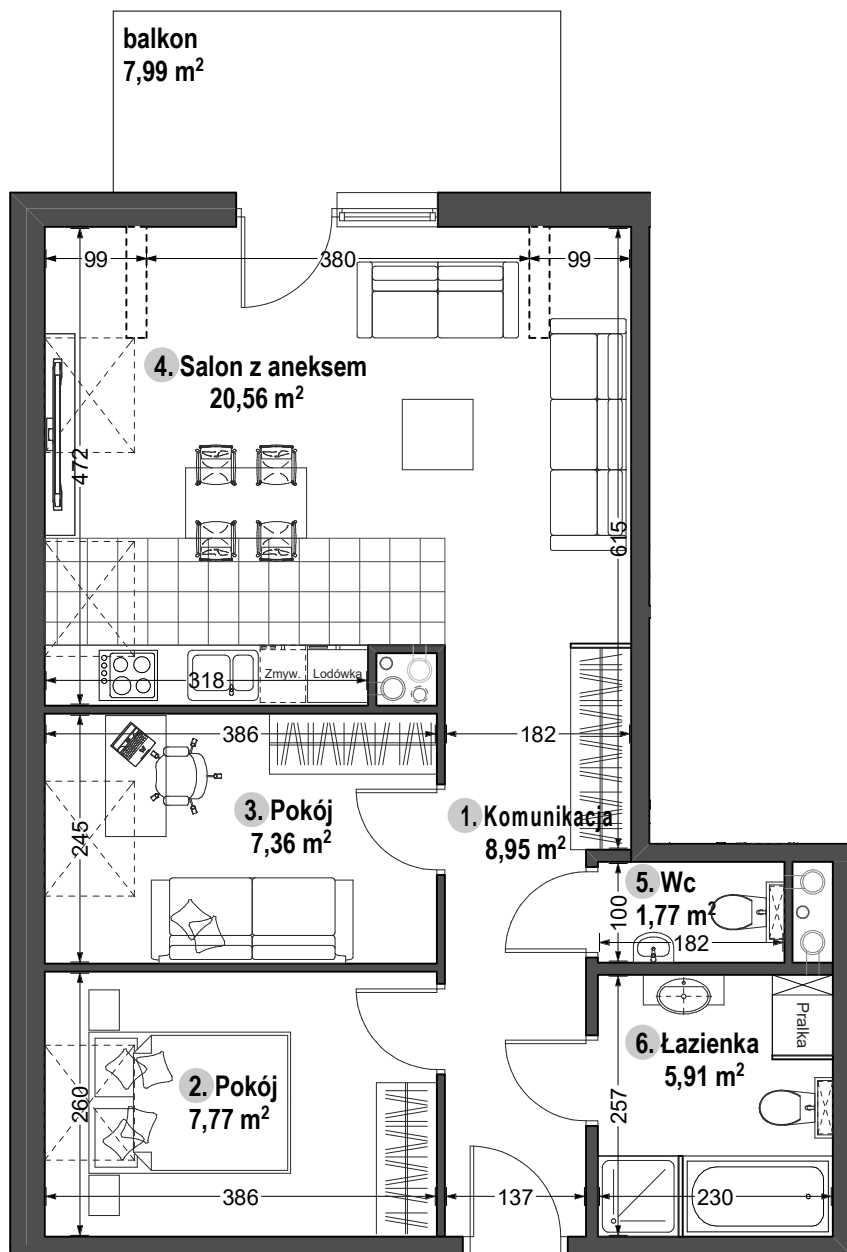 balkon
7,99 m²
99
380
99
4. Salon z aneksem
20,56 m²
472
615
318
Zmyw.
Lodówka
386
182
3. Pokój
7,36 m²
1. Komunikacja
8,95 m²
245
5. Wc
1,77 m²
100
182
Pralka
6. Łazienka
5,91 m²
2. Pokój
7,77 m²
260
257
386
137
230